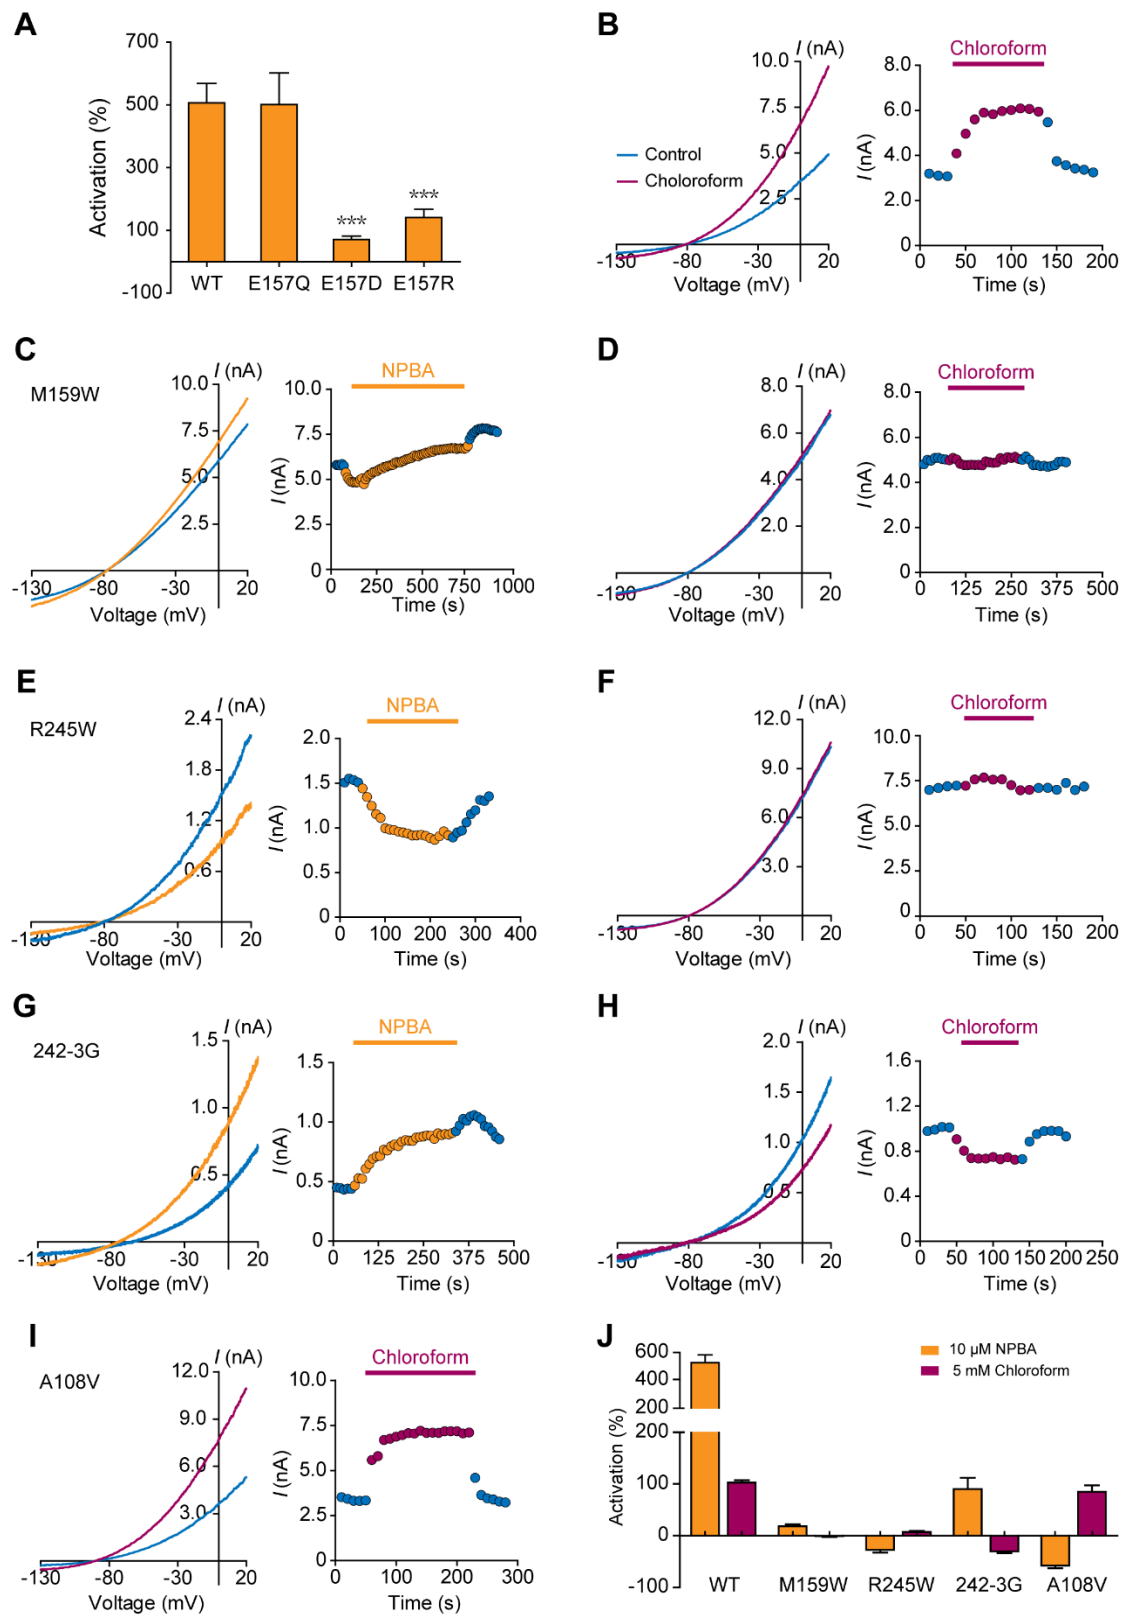 A
700
500
300
100
-100
Activation (%)
***
***
WT E157Q E157D E157R
B
I (nA)
10.0
7.5
5.0
2.5
Control
Choloroform
-130 -80 -30 20
Voltage (mV)
Chloroform
8.0
6.0
4.0
2.0
0
I (nA)
0 50 100 150 200
Time (s)
C
M159W
I (nA)
10.0
7.5
5.0
2.5
-130 -80 -30 20
Voltage (mV)
NPBA
10.0
7.5
5.0
2.5
0
I (nA)
0 250 500 750 1000
Time (s)
D
I (nA)
8.0
6.0
4.0
2.0
-130 -80 -30 20
Voltage (mV)
Chloroform
8.0
6.0
4.0
2.0
0
I (nA)
0 125 250 375 500
Time (s)
E
R245W
I (nA)
2.4
1.8
1.2
0.6
-130 -80 -30 20
Voltage (mV)
NPBA
2.0
1.5
1.0
0.5
0
I (nA)
0 100 200 300 400
Time (s)
F
I (nA)
12.0
9.0
6.0
3.0
-130 -80 -30 20
Voltage (mV)
Chloroform
10.0
7.5
5.0
2.5
0
I (nA)
0 50 100 150 200
Time (s)
G
242-3G
I (nA)
1.5
1.0
0.5
-130 -80 -30 20
Voltage (mV)
NPBA
1.5
1.0
0.5
0
I (nA)
0 125 250 375 500
Time (s)
H
I (nA)
2.0
1.0
0.5
-130 -80 -30 20
Voltage (mV)
Chloroform
1.6
1.2
0.8
0.4
0
I (nA)
0 50 100 150 200 250
Time (s)
I
A108V
I (nA)
12.0
9.0
6.0
3.0
-130 -80 -30 20
Voltage (mV)
Chloroform
10.0
7.5
5.0
2.5
0
I (nA)
0 100 200 300
Time (s)
J
600
400
200
200
100
0
-100
Activation (%)
10 µM NPBA
5 mM Chloroform
WT M159W R245W 242-3G A108V